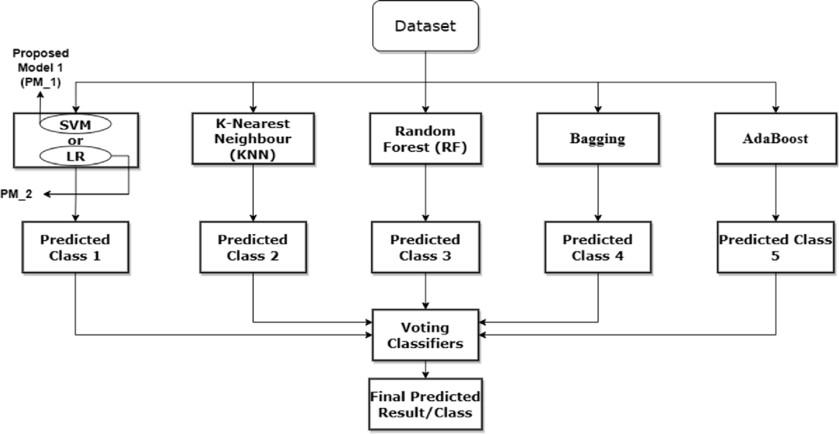 Dataset
Proposed
Model 1
(PM_1)
SVM
or
LR
K-Nearest
Neighbour
(KNN)
Random
Forest (RF)
Bagging
AdaBoost
PM_2
Predicted
Class 1
Predicted
Class 2
Predicted
Class 3
Predicted
Class 4
Predicted Class
5
Voting
Classifiers
Final Predicted
Result/Class